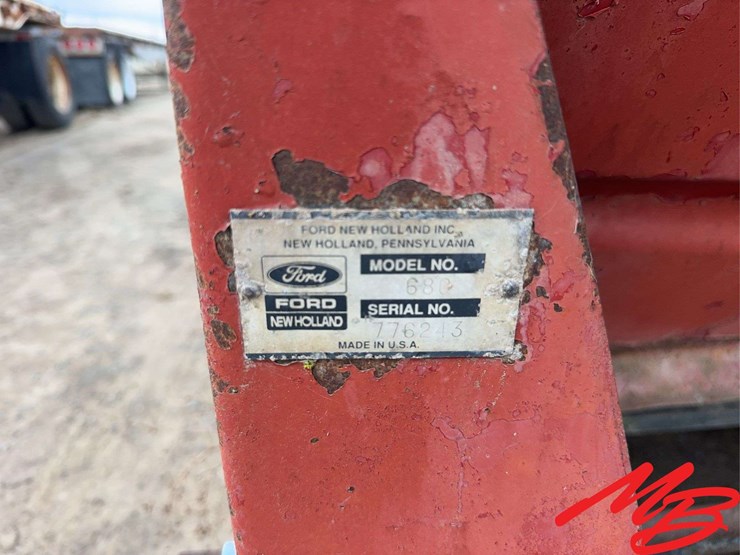 FORD NEW HOLLAND INC.
NEW HOLLAND, PENNSYLVANIA
Ford
MODEL NO.
680
FORD
NEW HOLLAND
SERIAL NO.
776243
MADE IN U.S.A.
MB